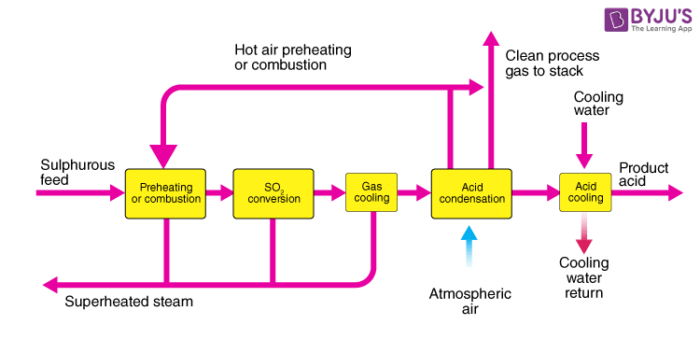 BYJU'S
The Learning App
Hot air preheating
or combustion
Clean process
gas to stack
Cooling
water
Sulphurous
feed
Preheating
or combustion
SO2
conversion
Gas
cooling
Acid
condensation
Acid
cooling
Product
acid
Superheated steam
Atmospheric
air
Cooling
water
return